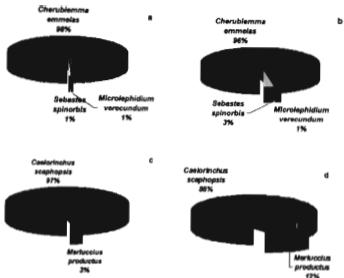 Cherublemma
emmelas
98%
a
Sebastes
spinorbis
1%
Microlephidium
verecundum
1%
Cherublemma
emmelas
96%
b
Sebastes
spinorbis
3%
Microlephidium
verecundum
1%
Caelorinchus
scaphopsis
97%
c
Merluccius
productus
3%
Caelorinchus
scaphopsis
88%
d
Merluccius
productus
12%